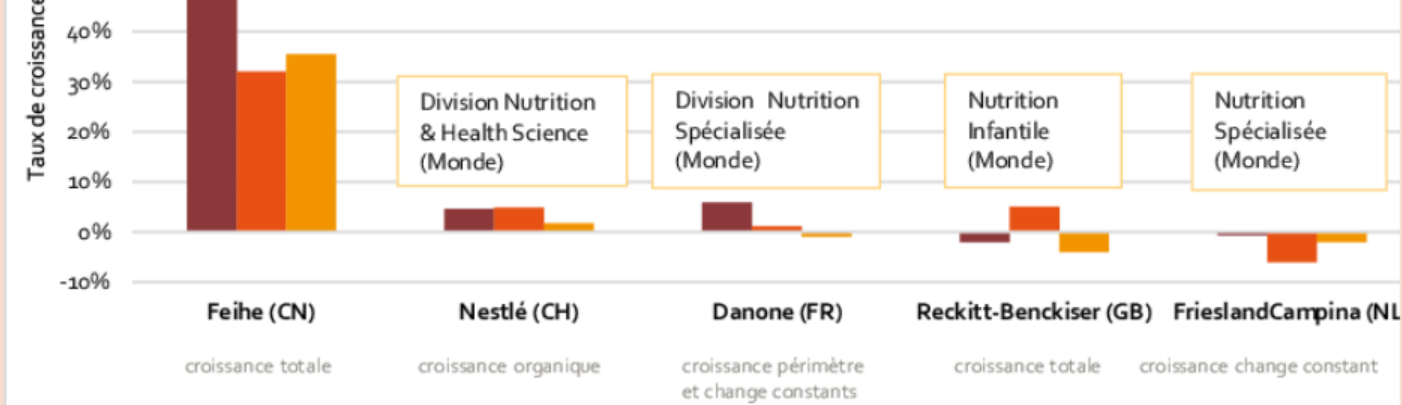 Taux de croissance
40%
30%
20%
10%
0%
-10%
Division Nutrition
& Health Science
(Monde)
Division Nutrition
Spécialisée
(Monde)
Nutrition
Infantile
(Monde)
Nutrition
Spécialisée
(Monde)
Feihe (CN)
Nestlé (CH)
Danone (FR)
Reckitt-Benckiser (GB)
FrieslandCampina (NL
croissance totale
croissance organique
croissance périmètre
et change constants
croissance totale
croissance change constant